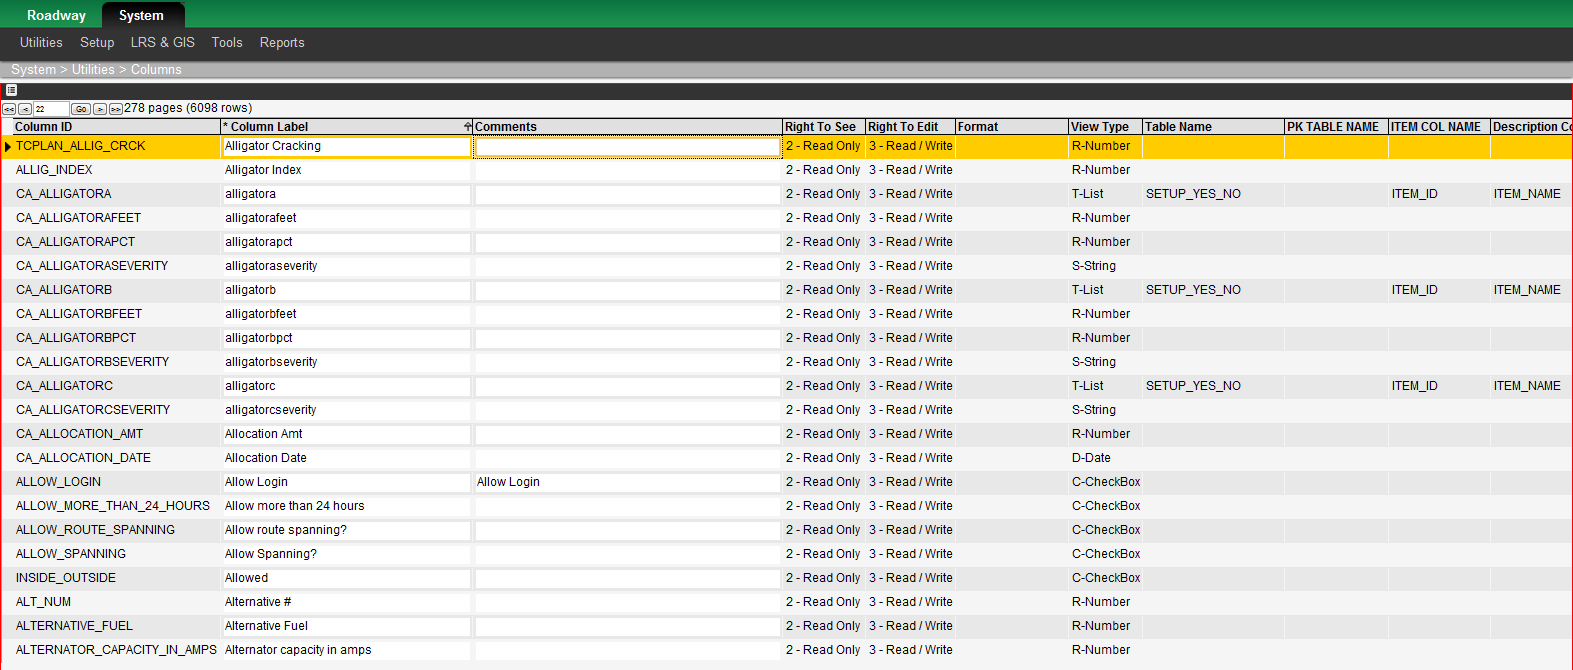 Roadway System
Utilities Setup LRS & GIS Tools Reports
System > Utilities > Columns
<< < 22 Go > >> 278 pages (6098 rows)
Column ID * Column Label Comments Right To See Right To Edit Format View Type Table Name PK TABLE NAME ITEM COL NAME Description Co
TCPLAN_ALLIG_CRCK Alligator Cracking 2 - Read Only 3 - Read / Write R-Number
ALLIG_INDEX Alligator Index 2 - Read Only 3 - Read / Write R-Number
CA_ALLIGATORA alligatora 2 - Read Only 3 - Read / Write T-List SETUP_YES_NO ITEM_ID ITEM_NAME
CA_ALLIGATORAFEET alligatorafeet 2 - Read Only 3 - Read / Write R-Number
CA_ALLIGATORAPCT alligatorapct 2 - Read Only 3 - Read / Write R-Number
CA_ALLIGATORASEVERITY alligatoraseverity 2 - Read Only 3 - Read / Write S-String
CA_ALLIGATORB alligatorb 2 - Read Only 3 - Read / Write T-List SETUP_YES_NO ITEM_ID ITEM_NAME
CA_ALLIGATORBFEET alligatorbfeet 2 - Read Only 3 - Read / Write R-Number
CA_ALLIGATORBPCT alligatorbpct 2 - Read Only 3 - Read / Write R-Number
CA_ALLIGATORBSEVERITY alligatorbseverity 2 - Read Only 3 - Read / Write S-String
CA_ALLIGATORC alligatorc 2 - Read Only 3 - Read / Write T-List SETUP_YES_NO ITEM_ID ITEM_NAME
CA_ALLIGATORCSEVERITY alligatorcseverity 2 - Read Only 3 - Read / Write S-String
CA_ALLOCATION_AMT Allocation Amt 2 - Read Only 3 - Read / Write R-Number
CA_ALLOCATION_DATE Allocation Date 2 - Read Only 3 - Read / Write D-Date
ALLOW_LOGIN Allow Login Allow Login 2 - Read Only 3 - Read / Write C-CheckBox
ALLOW_MORE_THAN_24_HOURS Allow more than 24 hours 2 - Read Only 3 - Read / Write C-CheckBox
ALLOW_ROUTE_SPANNING Allow route spanning? 2 - Read Only 3 - Read / Write C-CheckBox
ALLOW_SPANNING Allow Spanning? 2 - Read Only 3 - Read / Write C-CheckBox
INSIDE_OUTSIDE Allowed 2 - Read Only 3 - Read / Write C-CheckBox
ALT_NUM Alternative # 2 - Read Only 3 - Read / Write R-Number
ALTERNATIVE_FUEL Alternative Fuel 2 - Read Only 3 - Read / Write R-Number
ALTERNATOR_CAPACITY_IN_AMPS Alternator capacity in amps 2 - Read Only 3 - Read / Write R-Number